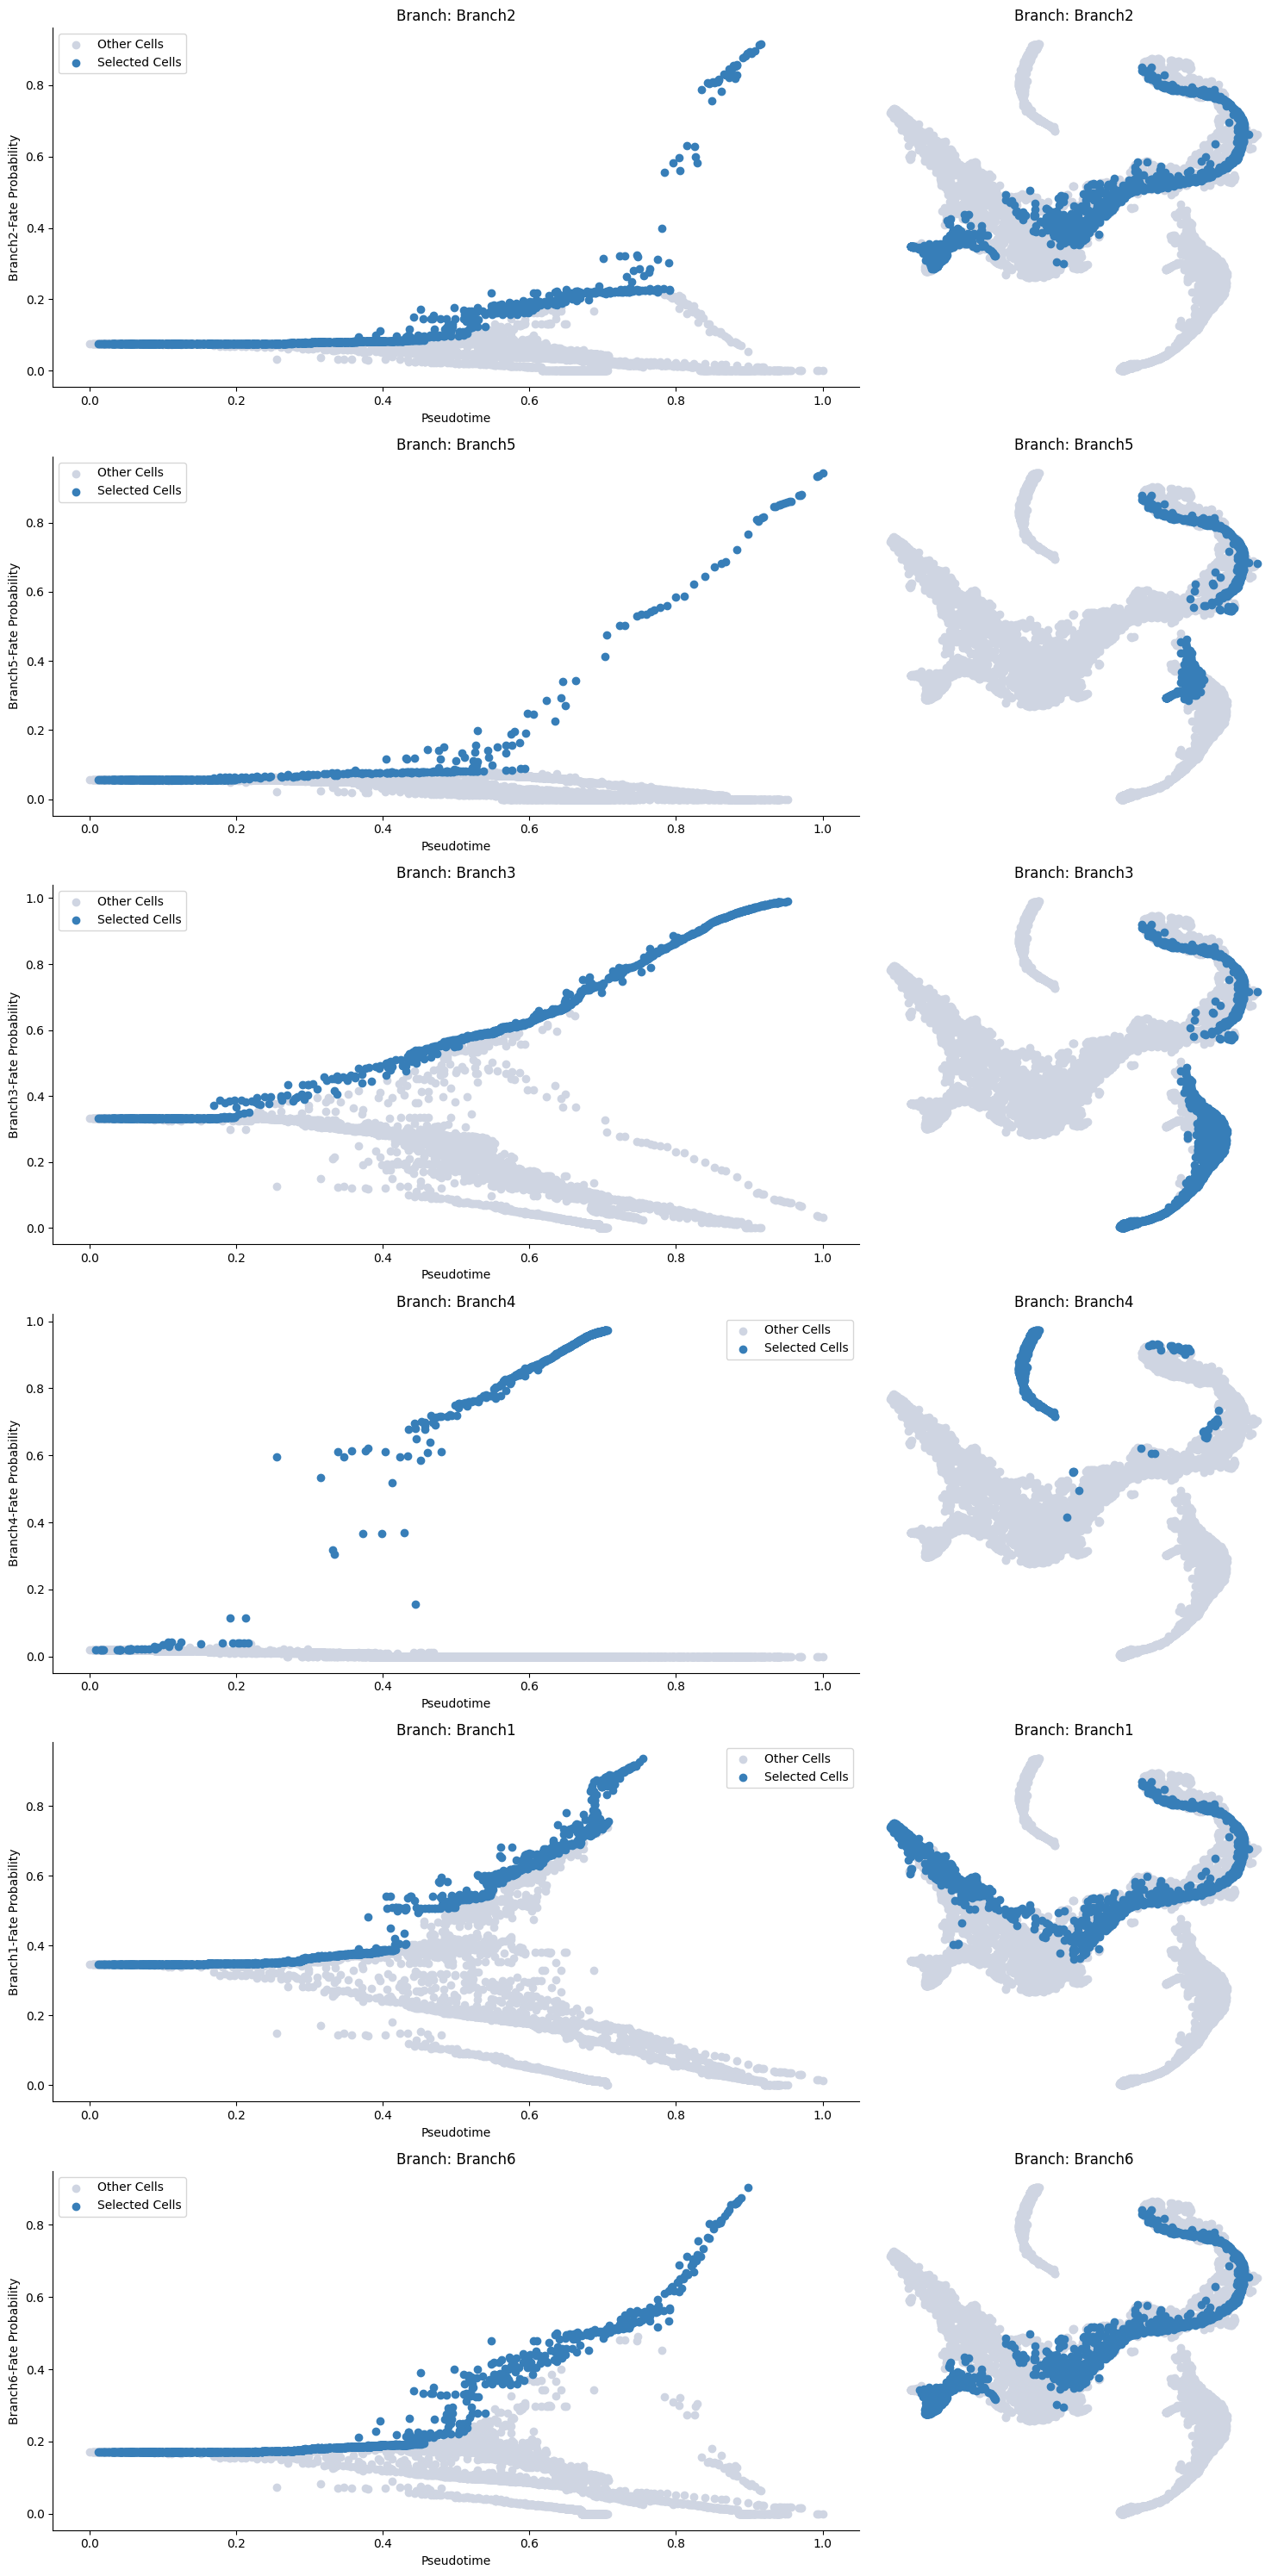 Branch: Branch2
Branch: Branch2
Other Cells
Selected Cells
Branch2-Fate Probability
0.8
0.6
0.4
0.2
0.0
0.0 0.2 0.4 0.6 0.8 1.0
Pseudotime
Branch: Branch5
Branch: Branch5
Other Cells
Selected Cells
Branch5-Fate Probability
0.8
0.6
0.4
0.2
0.0
0.0 0.2 0.4 0.6 0.8 1.0
Pseudotime
Branch: Branch3
Branch: Branch3
Other Cells
Selected Cells
Branch3-Fate Probability
1.0
0.8
0.6
0.4
0.2
0.0
0.0 0.2 0.4 0.6 0.8 1.0
Pseudotime
Branch: Branch4
Branch: Branch4
Other Cells
Selected Cells
Branch4-Fate Probability
1.0
0.8
0.6
0.4
0.2
0.0
0.0 0.2 0.4 0.6 0.8 1.0
Pseudotime
Branch: Branch1
Branch: Branch1
Other Cells
Selected Cells
Branch1-Fate Probability
0.8
0.6
0.4
0.2
0.0
0.0 0.2 0.4 0.6 0.8 1.0
Pseudotime
Branch: Branch6
Branch: Branch6
Other Cells
Selected Cells
Branch6-Fate Probability
0.8
0.6
0.4
0.2
0.0
0.0 0.2 0.4 0.6 0.8 1.0
Pseudotime